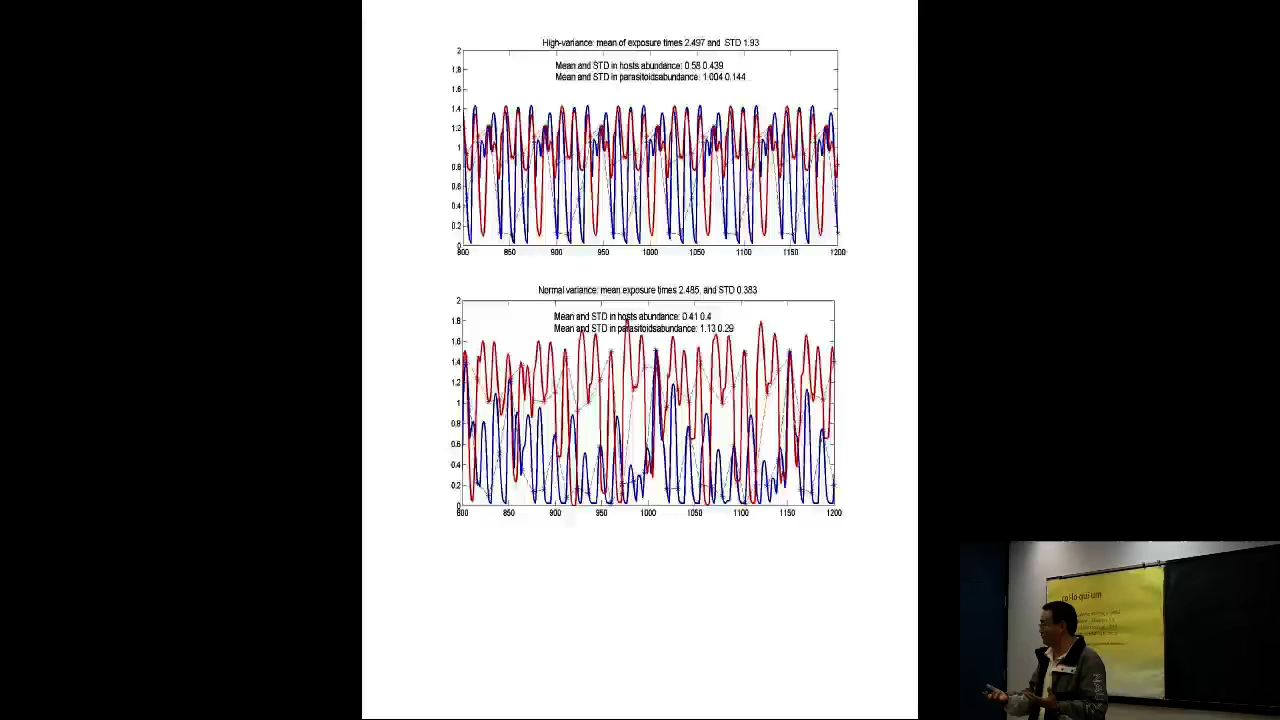 High-variance: mean of exposure times 2.497 and STD 1.93
Mean and STD in hosts abundance: 0.58 0.439
Mean and STD in parasitoidsabundance: 1.004 0.144
2
1.8
1.6
1.4
1.2
1
0.8
0.6
0.4
0.2
0
800 850 900 950 1000 1050 1100 1150 1200
Normal variance: mean exposure times 2.485, and STD 0.383
Mean and STD in hosts abundance: 0.41 0.4
Mean and STD in parasitoidsabundance: 1.13 0.29
2
1.8
1.6
1.4
1.2
1
0.8
0.6
0.4
0.2
0
800 850 900 950 1000 1050 1100 1150 1200
col·lo·qui·um